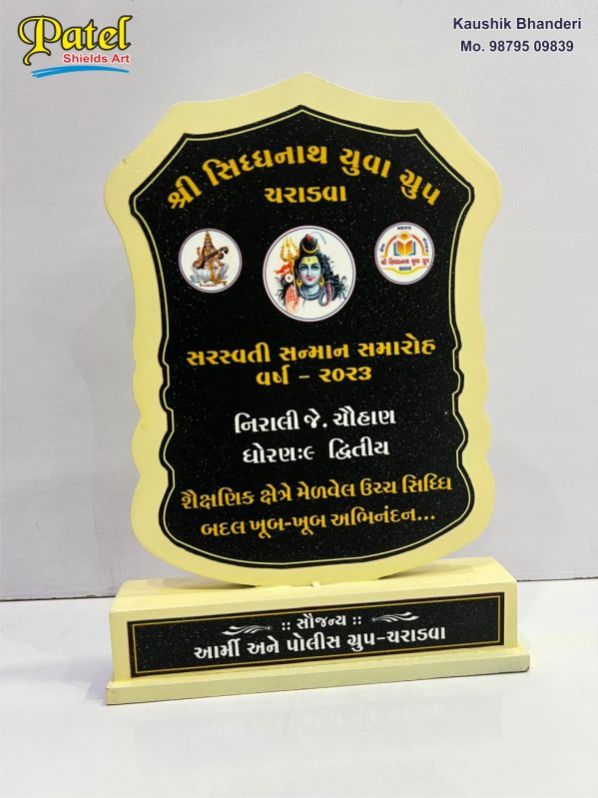 Patel
Shields Art
Kaushik Bhanderi
Mo. 98795 09839
શ્રી સિધ્ધનાથ યુવા ગ્રુપ
ચરાડવા
સરસ્વતી સન્માન સમારોહ
વર્ષ - ૨૦૨૩
નિરાલી જે. ચૌહાણ
ધોરણ:૯ દ્વિતીય
શૈક્ષણિક ક્ષેત્રે મેળવેલ ઉચ્ચ સિધ્ધિ
બદલ ખૂબ-ખૂબ અભિનંદન...
:: સૌજન્ય ::
આર્મી અને પોલીસ ગ્રુપ-ચરાડવા